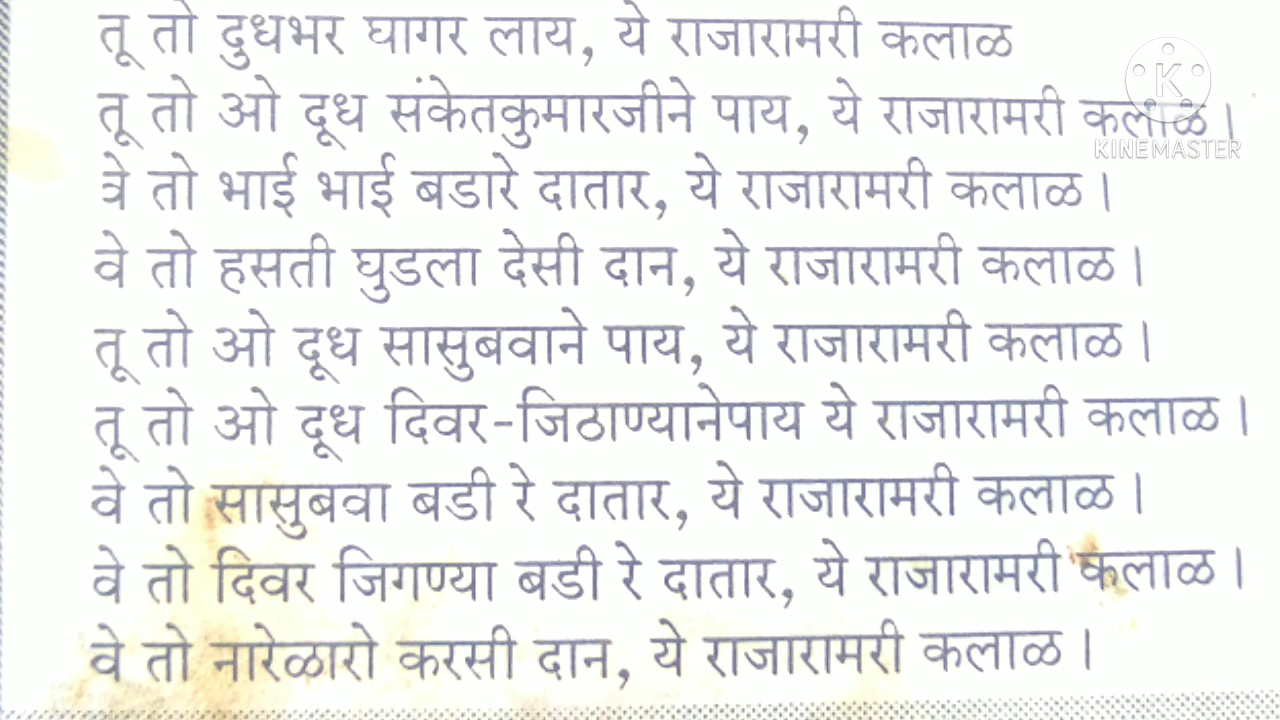 तू तो दुधभर घागर लाय, ये राजारामरी कलाळ
तू तो ओ दूध संकेतकुमारजीने पाय, ये राजारामरी कलाळ।
त्रे तो भाई भाई बडारे दातार, ये राजारामरी कलाळ।
वे तो हसती घुडला देसी दान, ये राजारामरी कलाळ।
तू तो ओ दूध सासुबवाने पाय, ये राजारामरी कलाळ।
तू तो ओ दूध दिवर-जिठाण्यानेपाय ये राजारामरी कलाळ।
वे तो सासुबवा बडी रे दातार, ये राजारामरी कलाळ।
वे तो दिवर जिगण्या बडी रे दातार, ये राजारामरी कलाळ।
वे तो नारेळारो करसी दान, ये राजारामरी कलाळ।
K
KINEMASTER